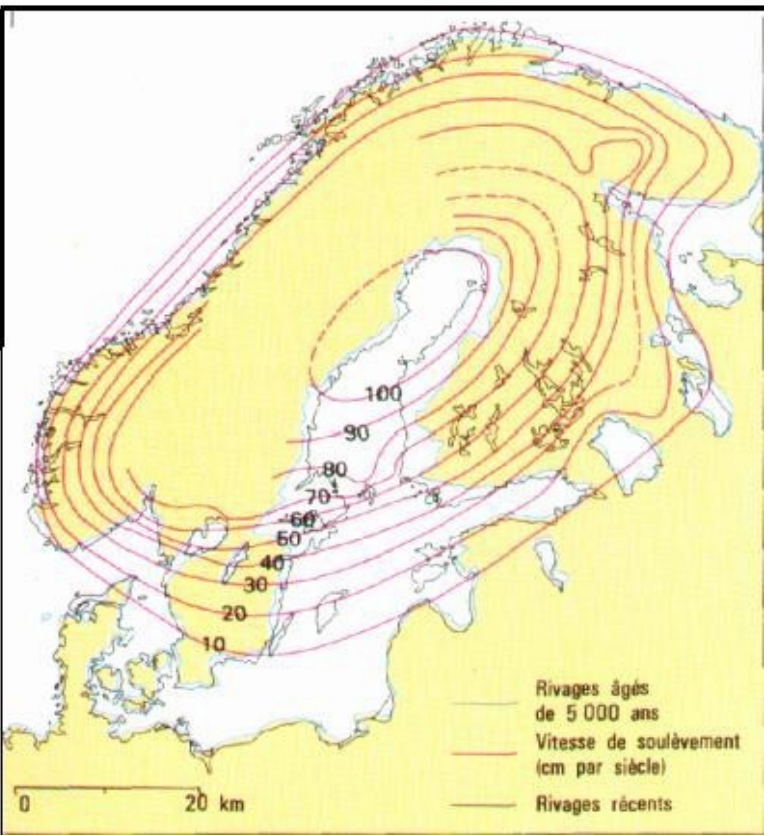 100
90
80
70
60
50
40
30
20
10
Rivages âgés
de 5 000 ans
Vitesse de soulèvement
(cm par siècle)
Rivages récents
0 20 km